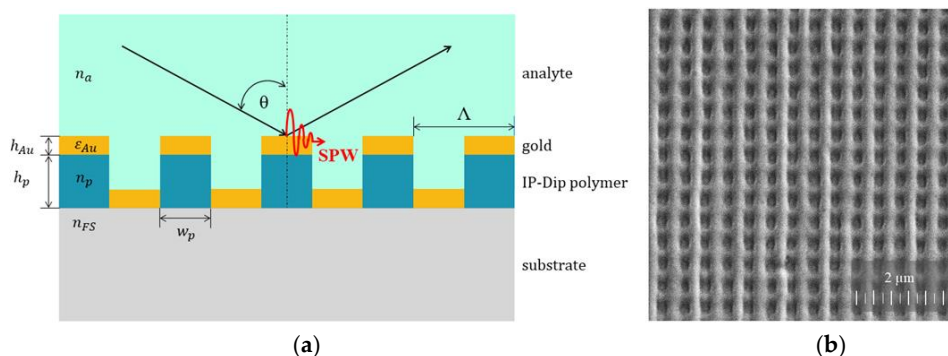 n_a
θ
analyte
Λ
h_Au
ε_Au
gold
SPW
h_p
n_p
IP-Dip polymer
n_FS
w_p
substrate
2 μm
(a)
(b)